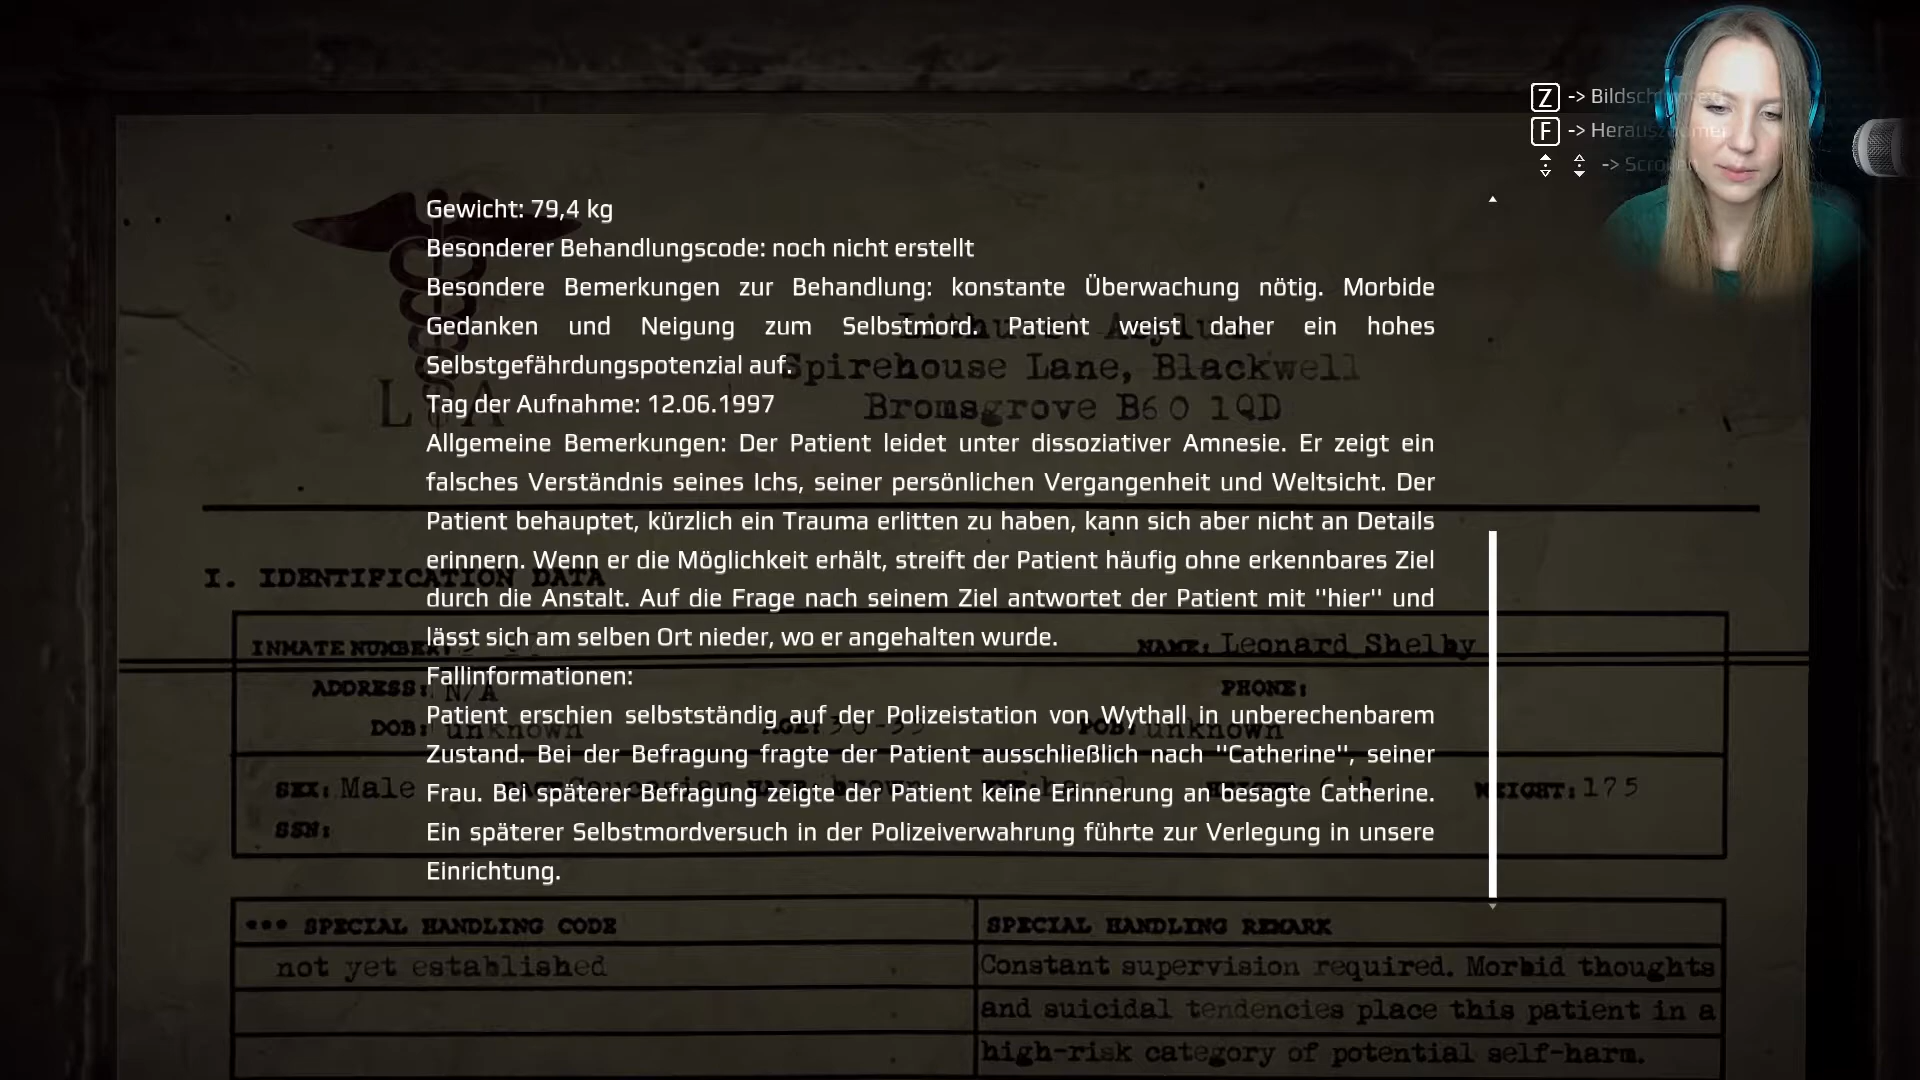 Z -> Bildsch
F -> Herauszoomen
-> Scrollen
Gewicht: 79,4 kg
Besonderer Behandlungscode: noch nicht erstellt
Besondere Bemerkungen zur Behandlung: konstante Überwachung nötig. Morbide
Gedanken und Neigung zum Selbstmord. Patient weist daher ein hohes
Selbstgefährdungspotenzial auf.
Tag der Aufnahme: 12.06.1997
Allgemeine Bemerkungen: Der Patient leidet unter dissoziativer Amnesie. Er zeigt ein
falsches Verständnis seines Ichs, seiner persönlichen Vergangenheit und Weltsicht. Der
Patient behauptet, kürzlich ein Trauma erlitten zu haben, kann sich aber nicht an Details
erinnern. Wenn er die Möglichkeit erhält, streift der Patient häufig ohne erkennbares Ziel
durch die Anstalt. Auf die Frage nach seinem Ziel antwortet der Patient mit ''hier'' und
lässt sich am selben Ort nieder, wo er angehalten wurde.
Fallinformationen:
Patient erschien selbstständig auf der Polizeistation von Wythall in unberechenbarem
Zustand. Bei der Befragung fragte der Patient ausschließlich nach ''Catherine'', seiner
Frau. Bei späterer Befragung zeigte der Patient keine Erinnerung an besagte Catherine.
Ein späterer Selbstmordversuch in der Polizeiverwahrung führte zur Verlegung in unsere
Einrichtung.
L A
Lithurst Asylum
Spirehouse Lane, Blackwell
Bromsgrove B60 1QD
I. IDENTIFICATION DATA
INMATE NUMBER: NAME: Leonard Shelby
ADDRESS: N/A PHONE:
DOB: unknown AGE: 30-35 POB: unknown
SEX: Male WEIGHT: 175
SSN:
*** SPECIAL HANDLING CODE SPECIAL HANDLING REMARK
not yet established Constant supervision required. Morbid thoughts
and suicidal tendencies place this patient in a
high-risk category of potential self-harm.